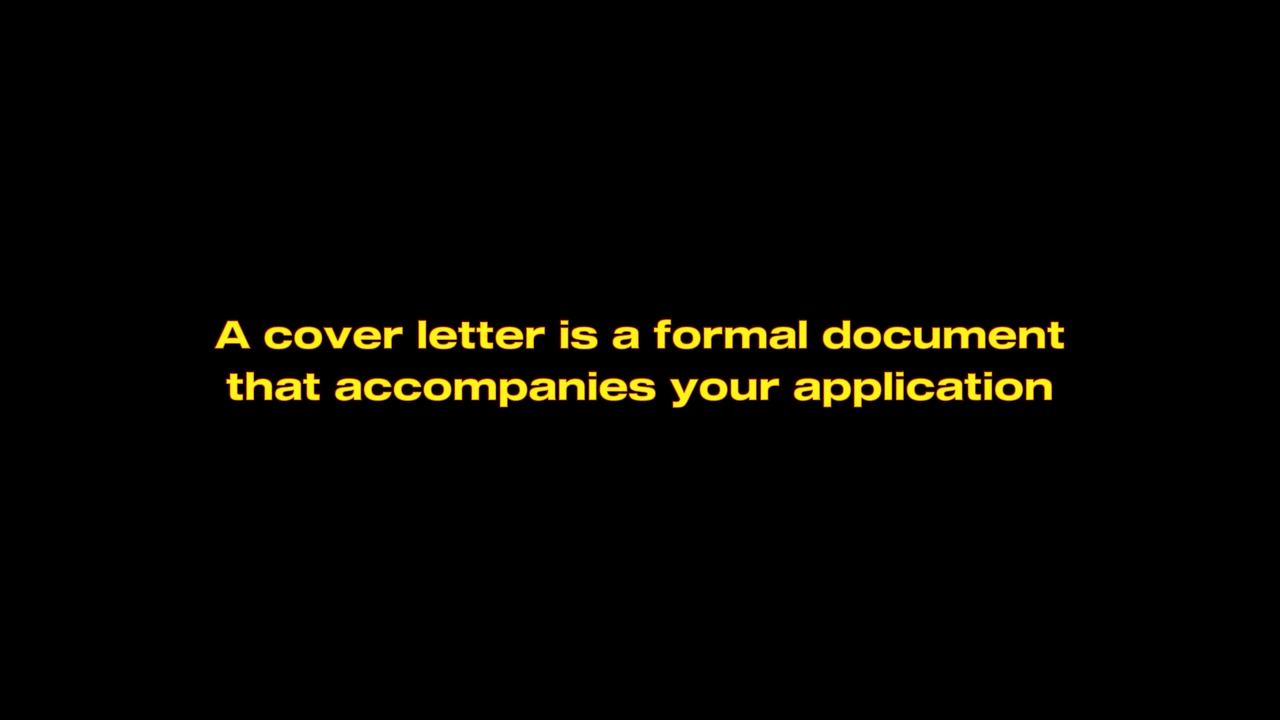 A cover letter is a formal document
that accompanies your application